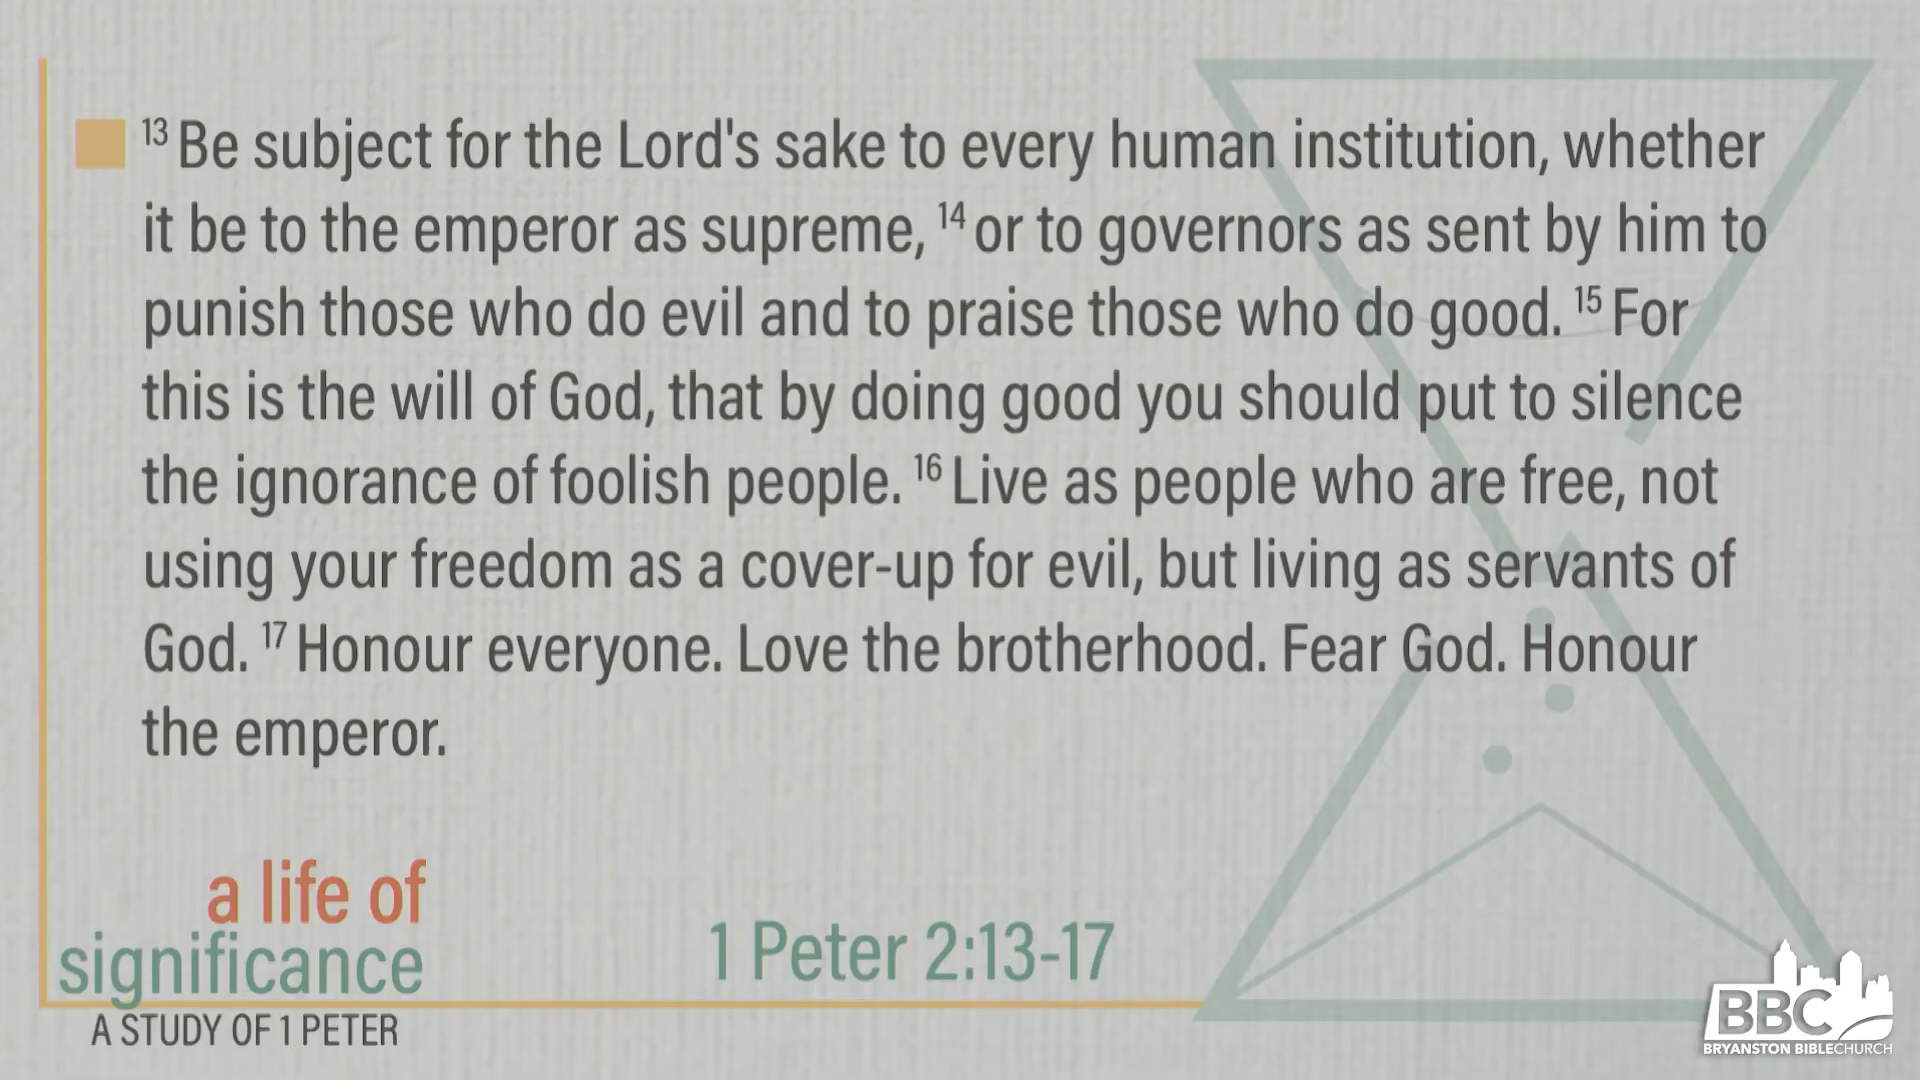 ¹³ Be subject for the Lord's sake to every human institution, whether
it be to the emperor as supreme, ¹⁴ or to governors as sent by him to
punish those who do evil and to praise those who do good. ¹⁵ For
this is the will of God, that by doing good you should put to silence
the ignorance of foolish people. ¹⁶ Live as people who are free, not
using your freedom as a cover-up for evil, but living as servants of
God. ¹⁷ Honour everyone. Love the brotherhood. Fear God. Honour
the emperor.
a life of
significance
A STUDY OF 1 PETER
1 Peter 2:13-17
BBC
BRYANSTON BIBLECHURCH